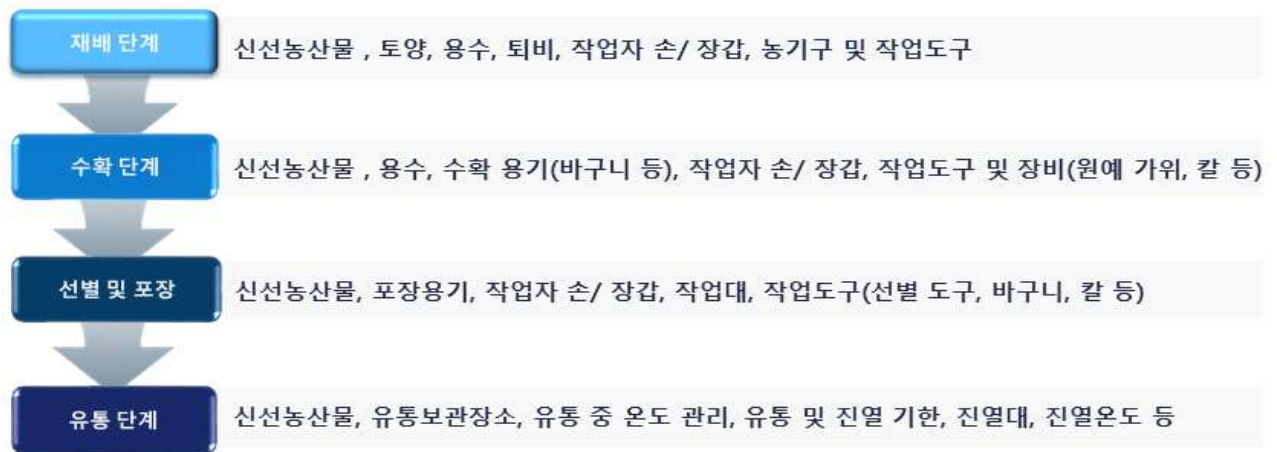 재배 단계
신선농산물 , 토양, 용수, 퇴비, 작업자 손/ 장갑, 농기구 및 작업도구
수확 단계
신선농산물 , 용수, 수확 용기(바구니 등), 작업자 손/ 장갑, 작업도구 및 장비(원예 가위, 칼 등)
선별 및 포장
신선농산물, 포장용기, 작업자 손/ 장갑, 작업대, 작업도구(선별 도구, 바구니, 칼 등)
유통 단계
신선농산물, 유통보관장소, 유통 중 온도 관리, 유통 및 진열 기한, 진열대, 진열온도 등